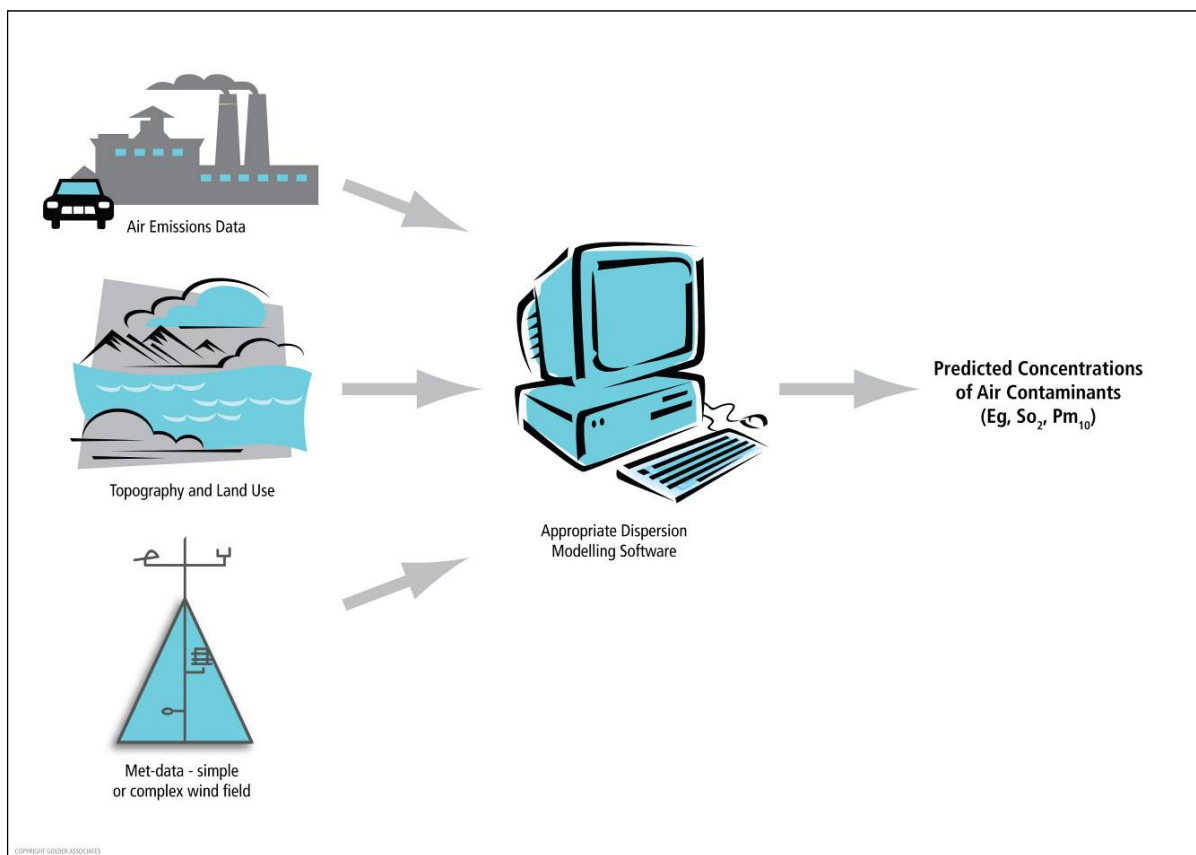 Air Emissions Data
Topography and Land Use
Met-data - simple
or complex wind field
Appropriate Dispersion
Modelling Software
Predicted Concentrations
of Air Contaminants
(Eg, So₂, Pm₁₀)
COPYRIGHT GOLDER ASSOCIATES